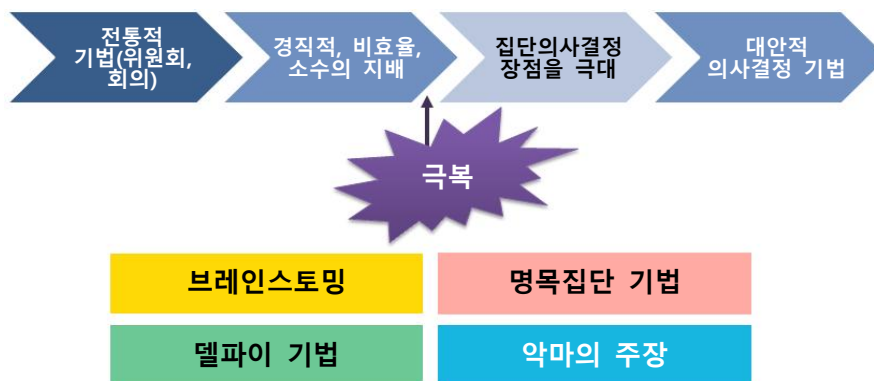 전통적
기법(위원회,
회의)
경직적, 비효율,
소수의 지배
집단의사결정
장점을 극대
대안적
의사결정 기법
극복
브레인스토밍
명목집단 기법
델파이 기법
악마의 주장